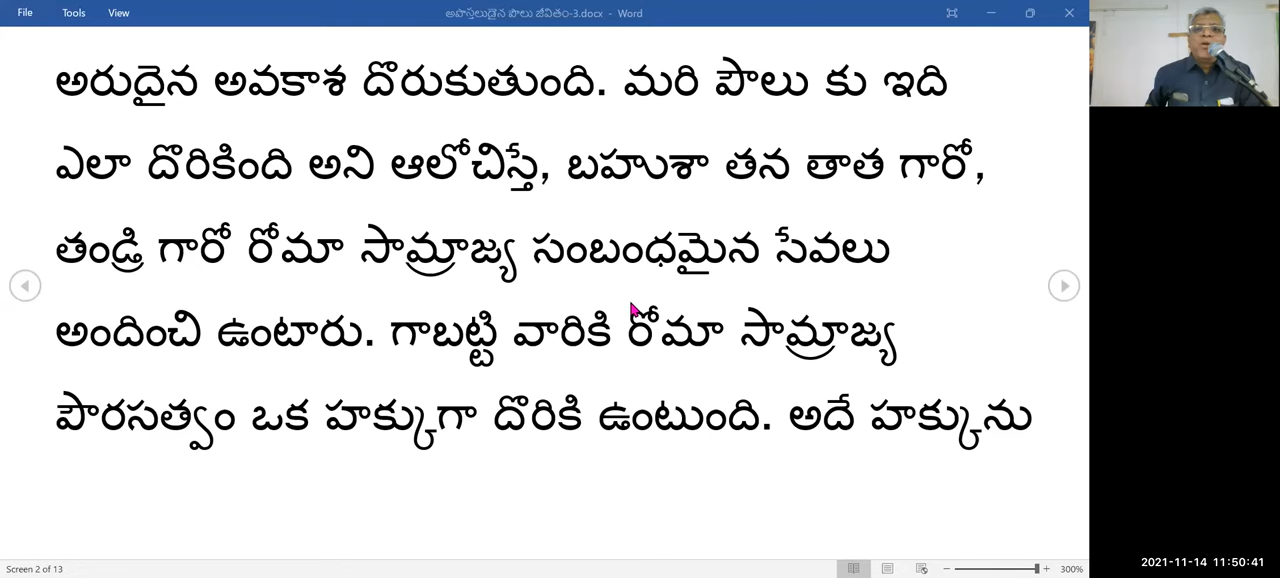 File Tools View అపొస్తలుడైన పౌలు జీవితం-3.docx - Word
అరుదైన అవకాశ దొరుకుతుంది. మరి పౌలు కు ఇది
ఎలా దొరికింది అని ఆలోచిస్తే, బహుశా తన తాత గారో,
తండ్రి గారో రోమా సామ్రాజ్య సంబంధమైన సేవలు
అందించి ఉంటారు. గాబట్టి వారికి రోమా సామ్రాజ్య
పౌరసత్వం ఒక హక్కుగా దొరికి ఉంటుంది. అదే హక్కును
Screen 2 of 13 300%
2021-11-14 11:50:41